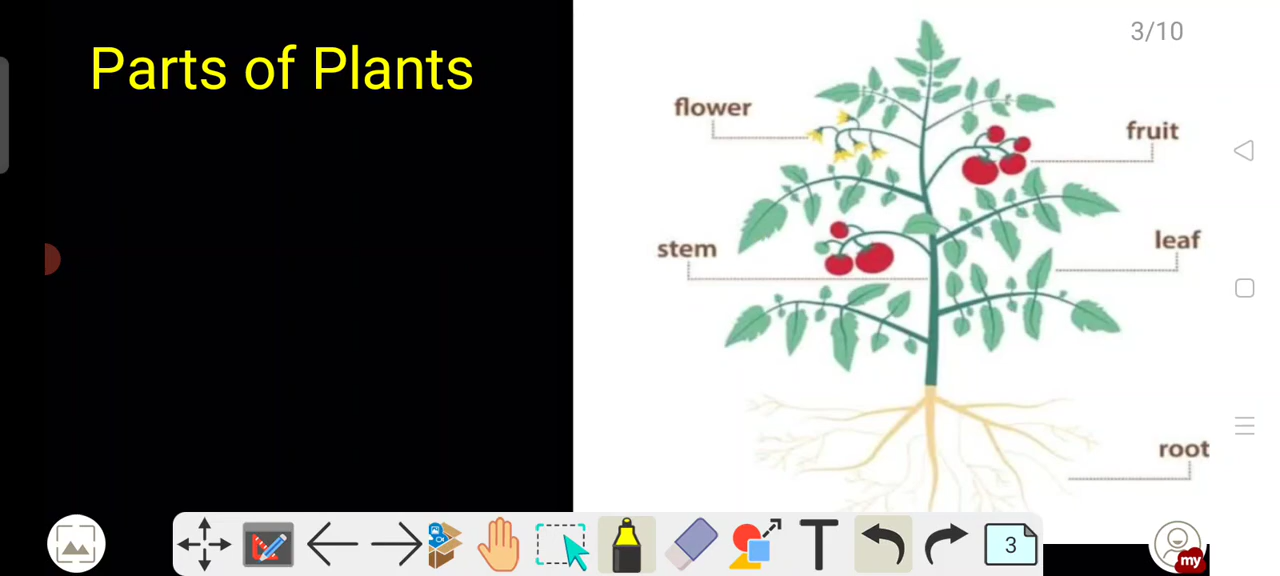 Parts of Plants
3/10
flower
fruit
stem
leaf
root
T
3
my